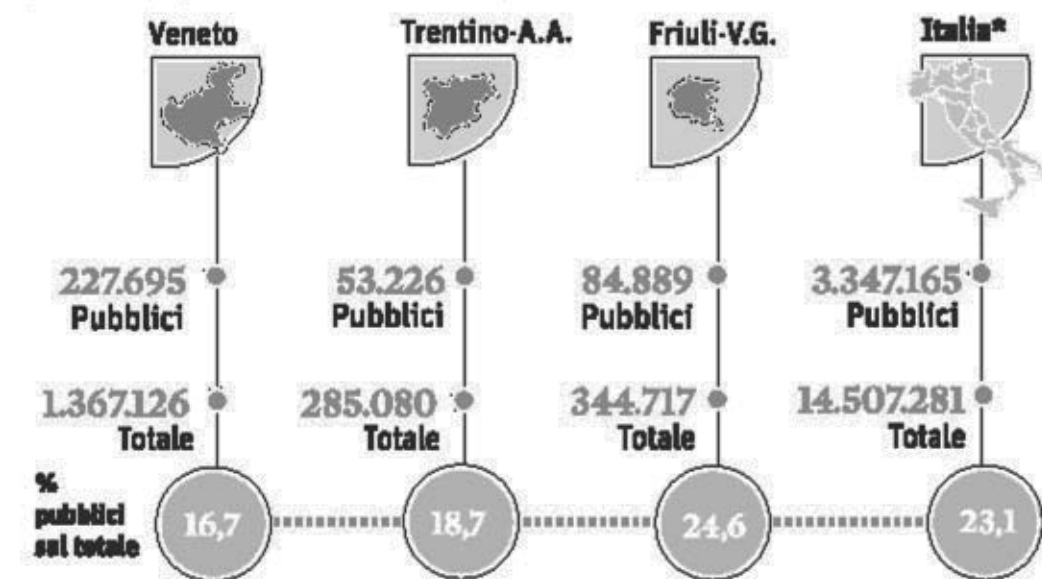 Veneto
Trentino-A.A.
Friuli-V.G.
Italia*
227.695
Pubblici
53.226
Pubblici
84.889
Pubblici
3.347.165
Pubblici
1.367.126
Totale
285.080
Totale
344.717
Totale
14.507.281
Totale
%
pubblici
sul totale
16,7
18,7
24,6
23,1